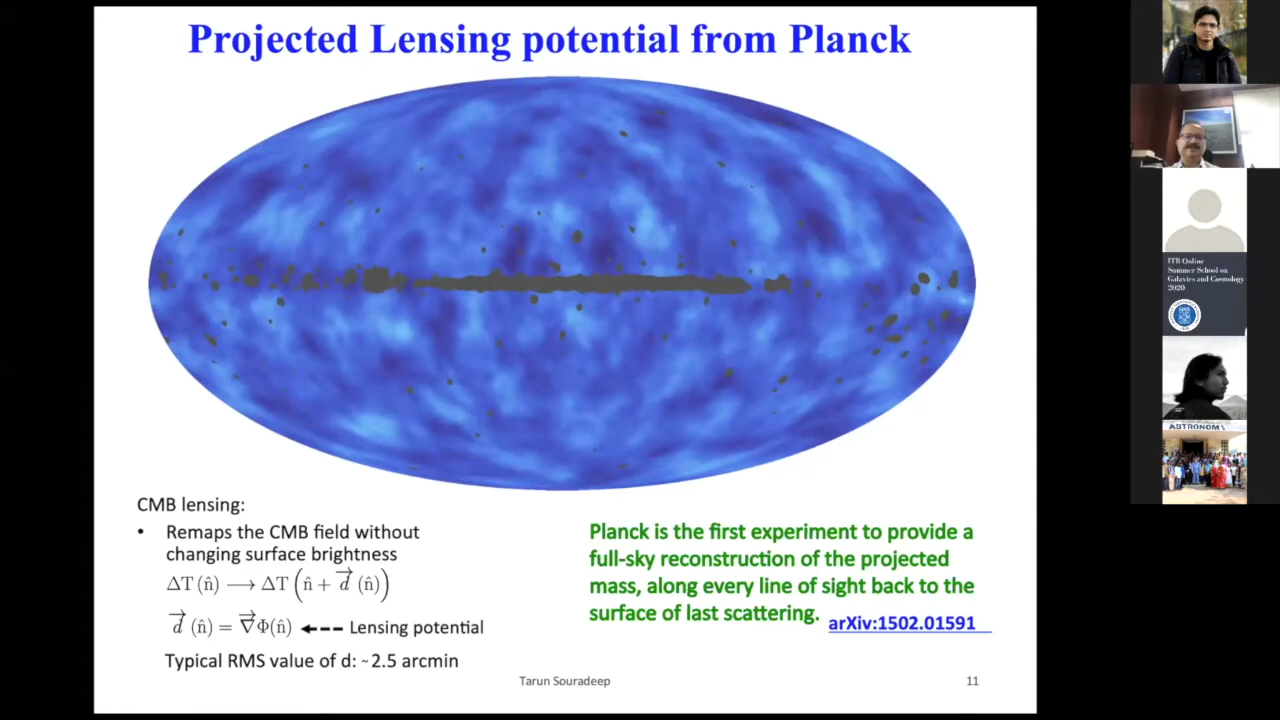 Projected Lensing potential from Planck
CMB lensing:
• Remaps the CMB field without
changing surface brightness
ΔT (n̂) ⟶ ΔT (n̂ + d⃗ (n̂))
d⃗ (n̂) = ∇⃗Φ(n̂) ◄--- Lensing potential
Typical RMS value of d: ~2.5 arcmin
Planck is the first experiment to provide a
full-sky reconstruction of the projected
mass, along every line of sight back to the
surface of last scattering.
arXiv:1502.01591
Tarun Souradeep
11
ITB Online
Summer School on
Galaxies and Cosmology
2020
ASTRONOMY